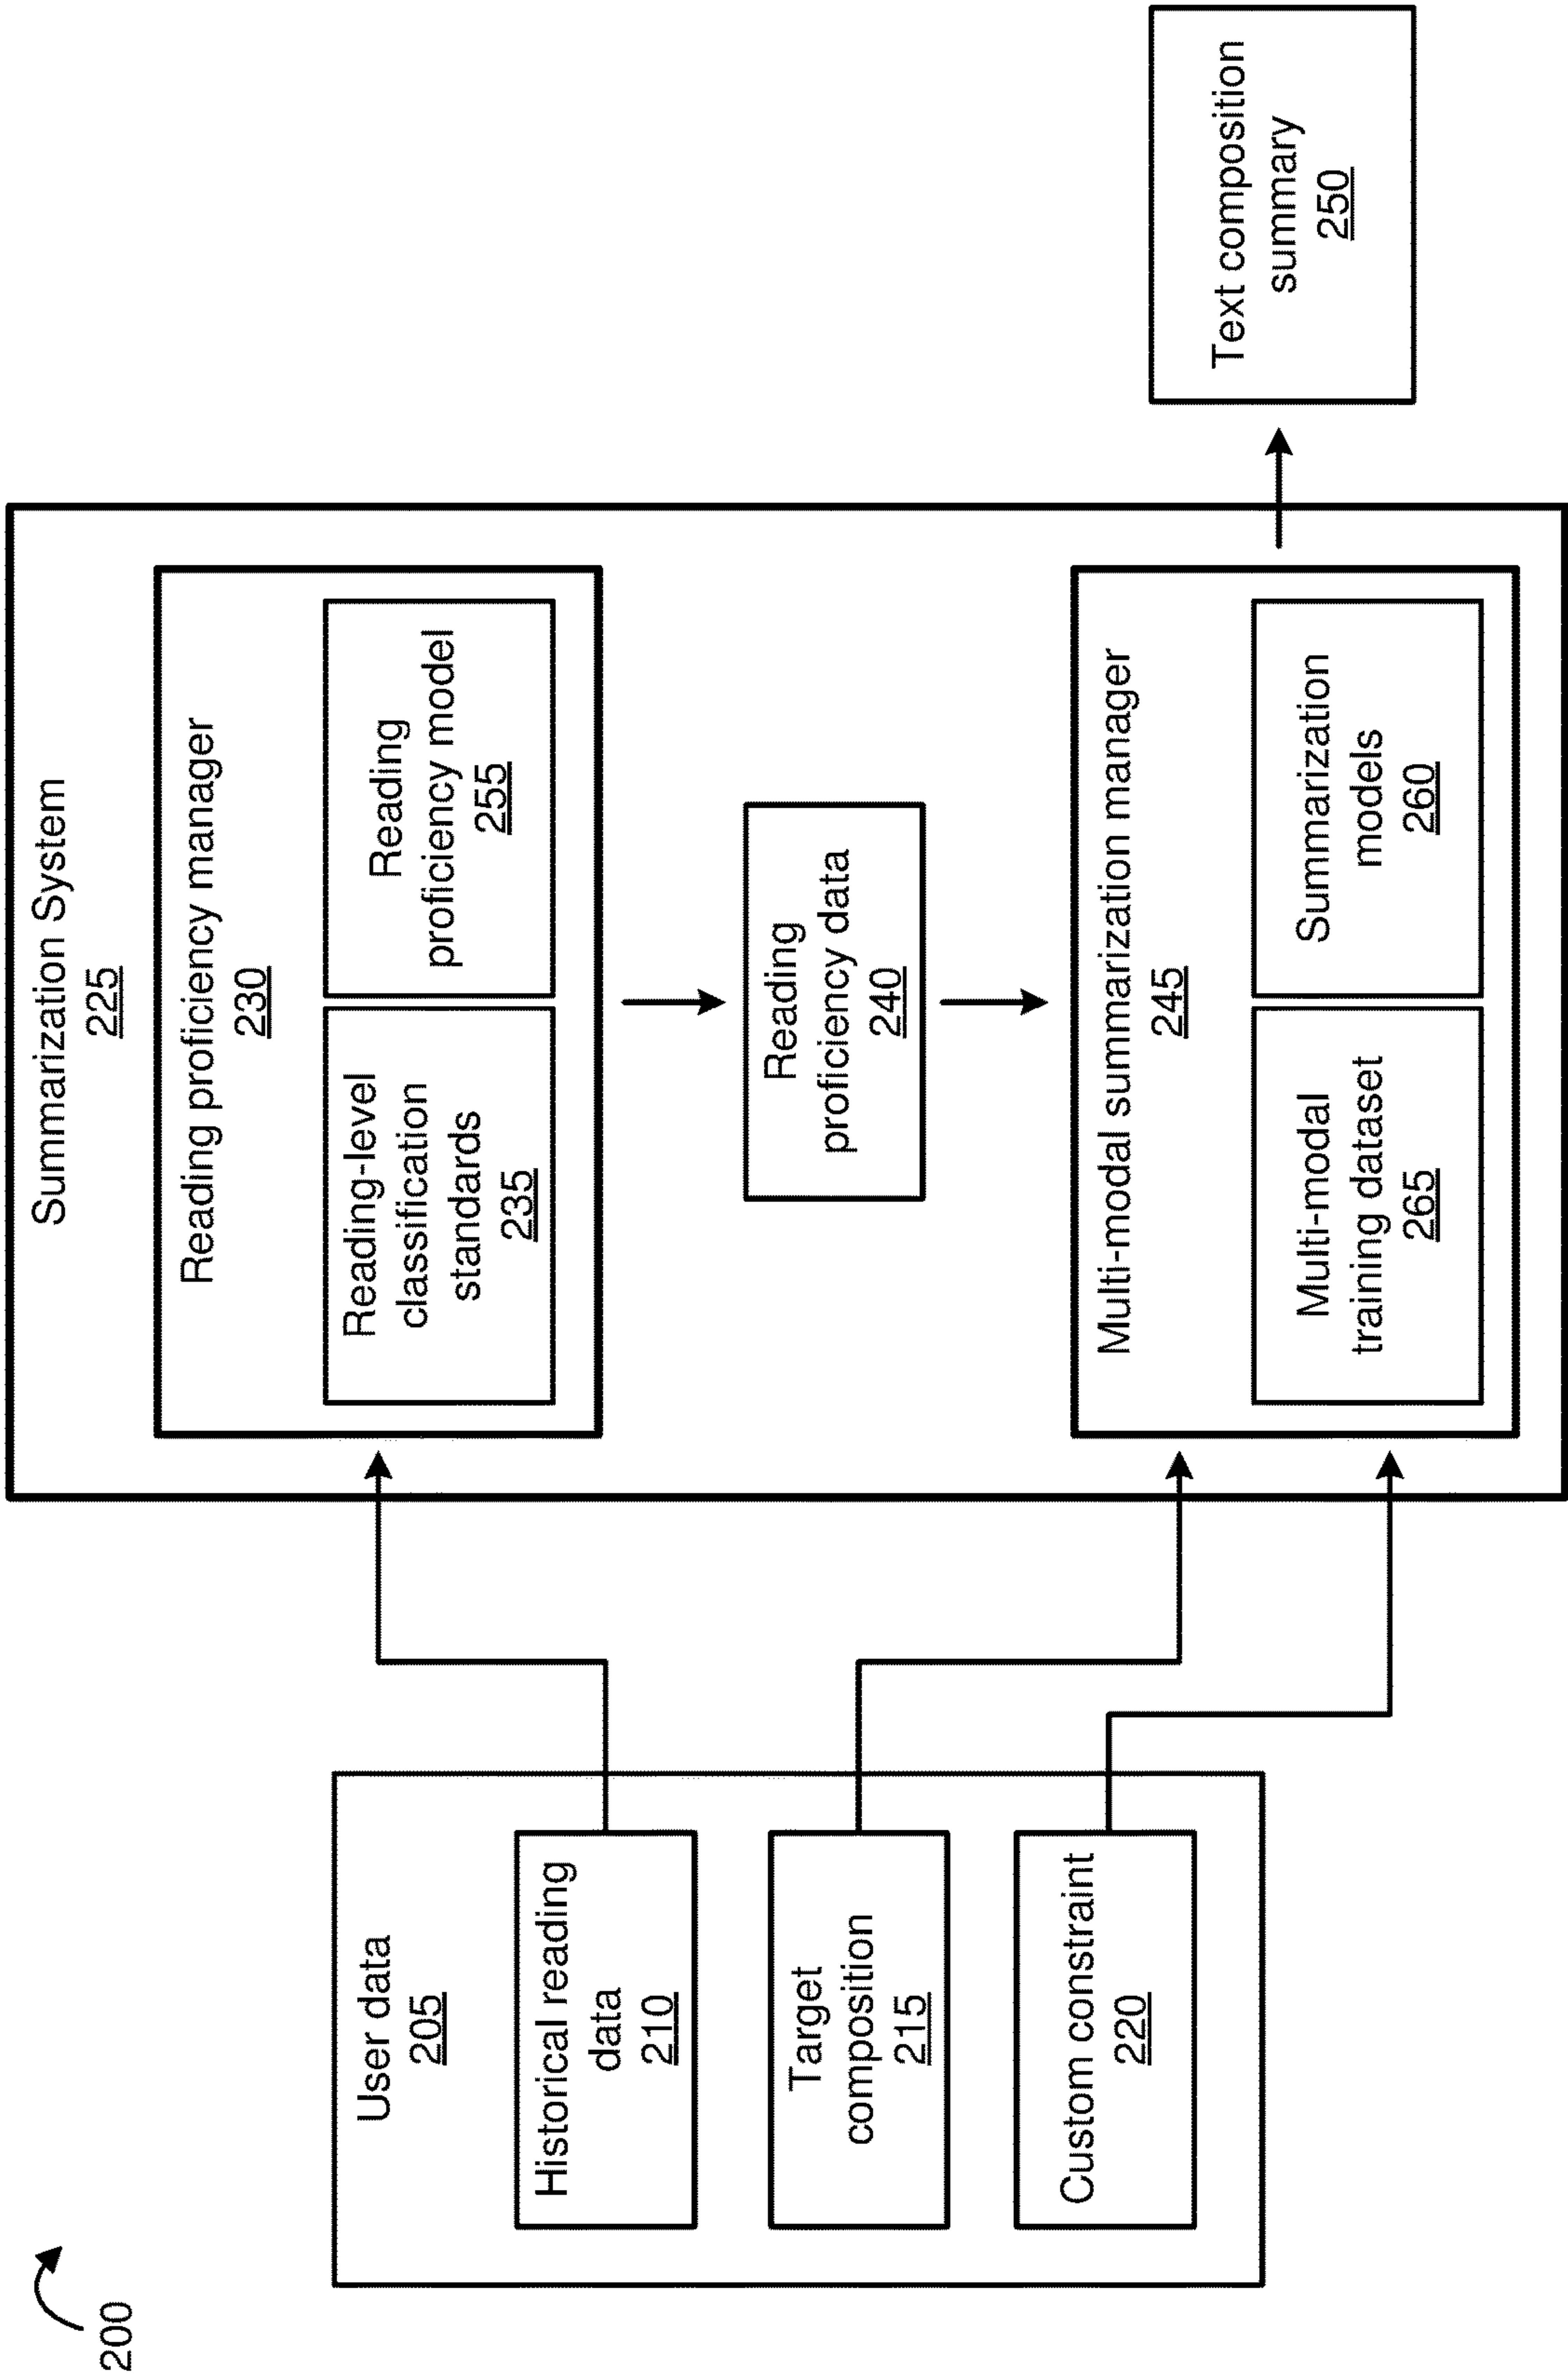 200
User data
205
Historical reading
data
210
Target
composition
215
Custom constraint
220
Summarization System
225
Reading proficiency manager
230
Reading-level
classification
standards
235
Reading
proficiency model
255
Reading
proficiency data
240
Multi-modal summarization manager
245
Multi-modal
training dataset
265
Summarization
models
260
Text composition
summary
250